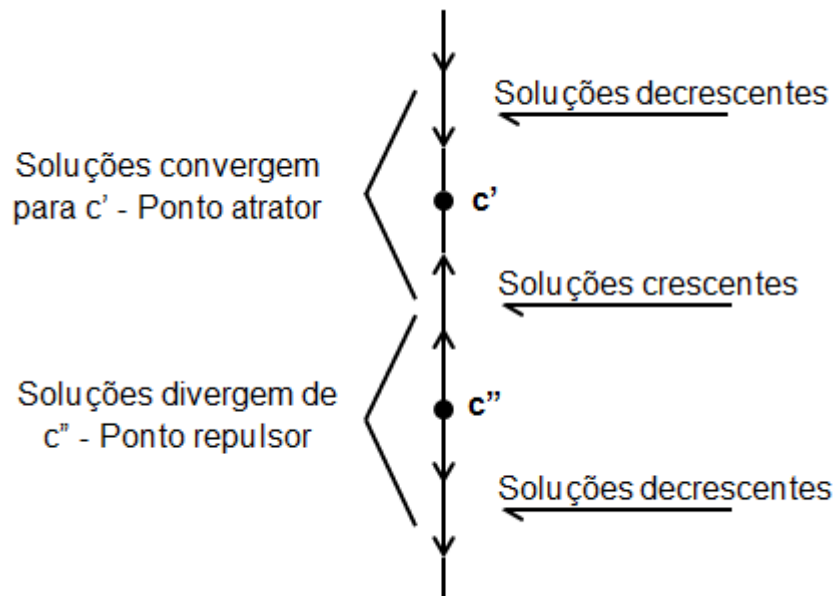 Soluções decrescentes
Soluções convergem
para c' - Ponto atrator
c'
Soluções crescentes
Soluções divergem de
c" - Ponto repulsor
c"
Soluções decrescentes